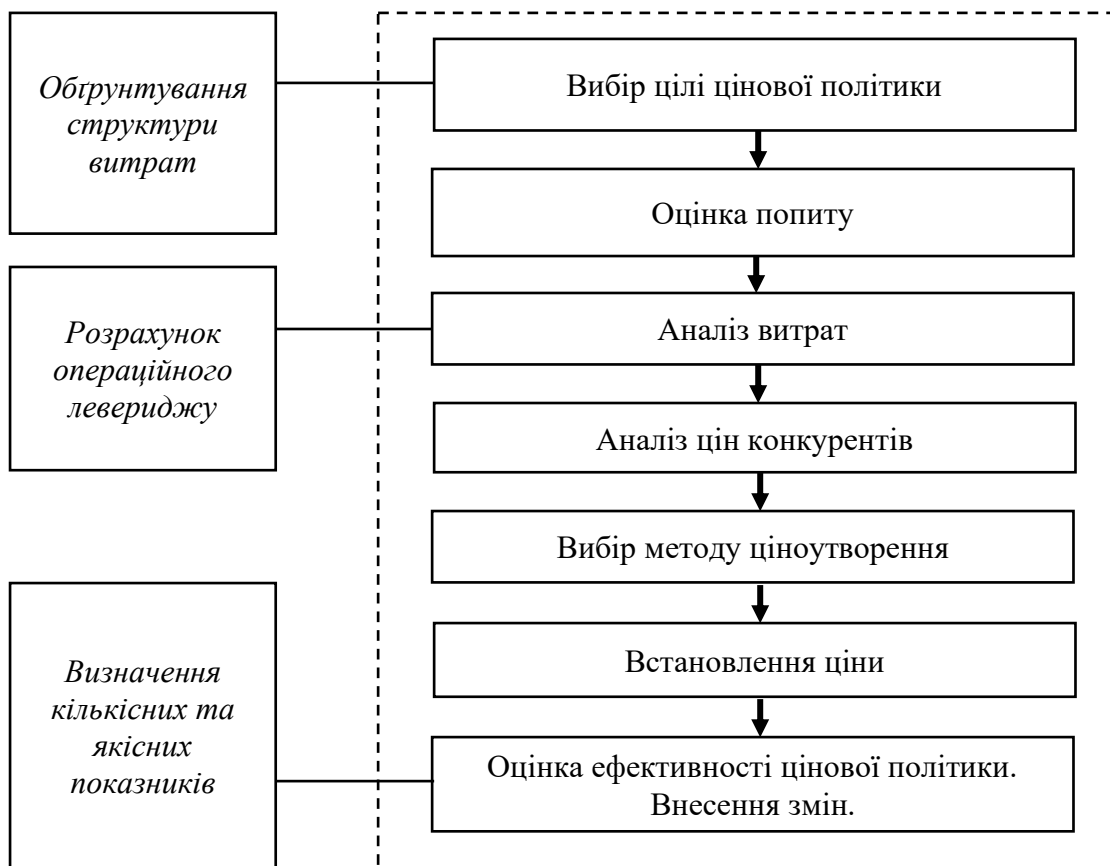 Обґрунтування
структури
витрат
Вибір цілі цінової політики
Оцінка попиту
Розрахунок
операційного
левериджу
Аналіз витрат
Аналіз цін конкурентів
Вибір методу ціноутворення
Встановлення ціни
Визначення
кількісних та
якісних
показників
Оцінка ефективності цінової політики.
Внесення змін.